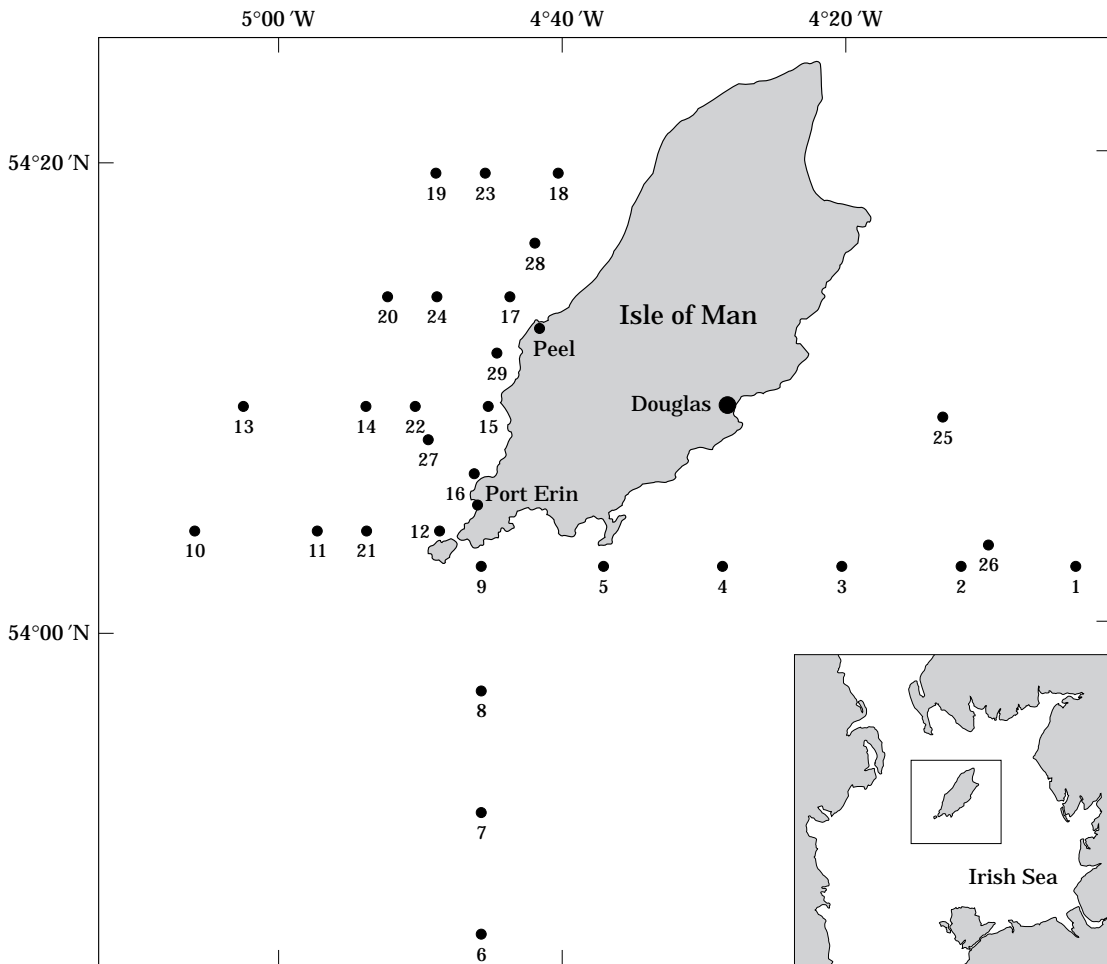 5°00 ′W 4°40 ′W 4°20 ′W
54°20 ′N
19 23 18
28
20 24 17
Isle of Man
Peel
29
Douglas
13 14 22 15
25
27
16 Port Erin
12
10 11 21
26
9 5 4 3 2 1
54°00 ′N
8
7
Irish Sea
6